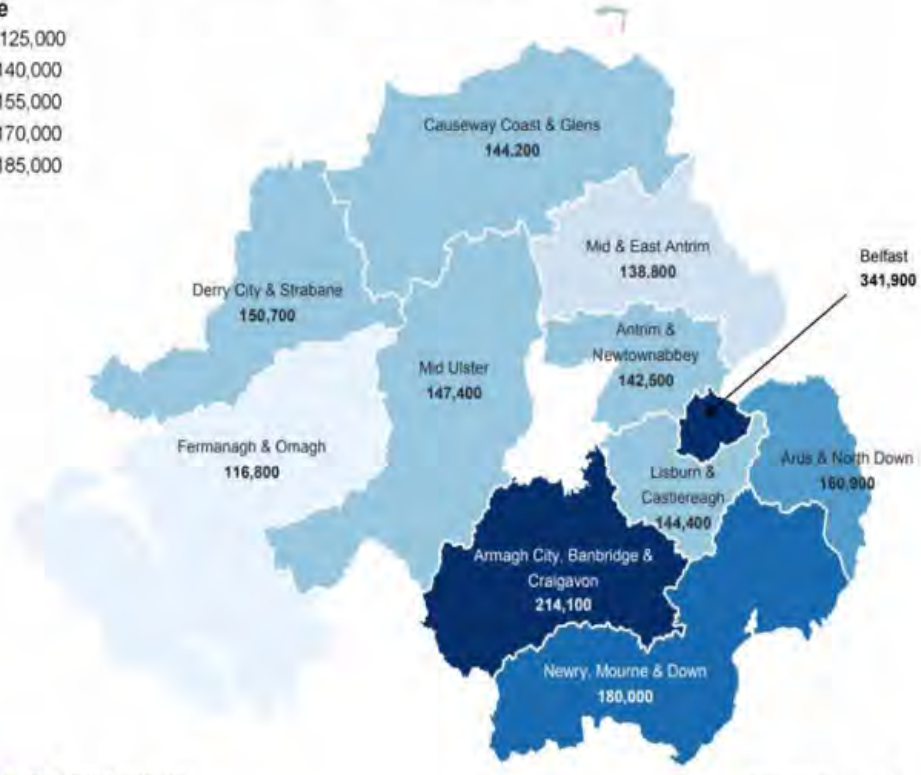 125,000
140,000
155,000
170,000
185,000
Causeway Coast & Glens
144.200
Mid & East Antrim
138,800
Belfast
341,900
Derry City & Strabane
150,700
Antrim &
Newtownabbey
142,500
Mid Ulster
147,400
Fermanagh & Omagh
116,800
Ards & North Down
160,900
Lisburn &
Castlereagh
144,400
Armagh City, Banbridge &
Craigavon
214,100
Newry, Mourne & Down
180,000